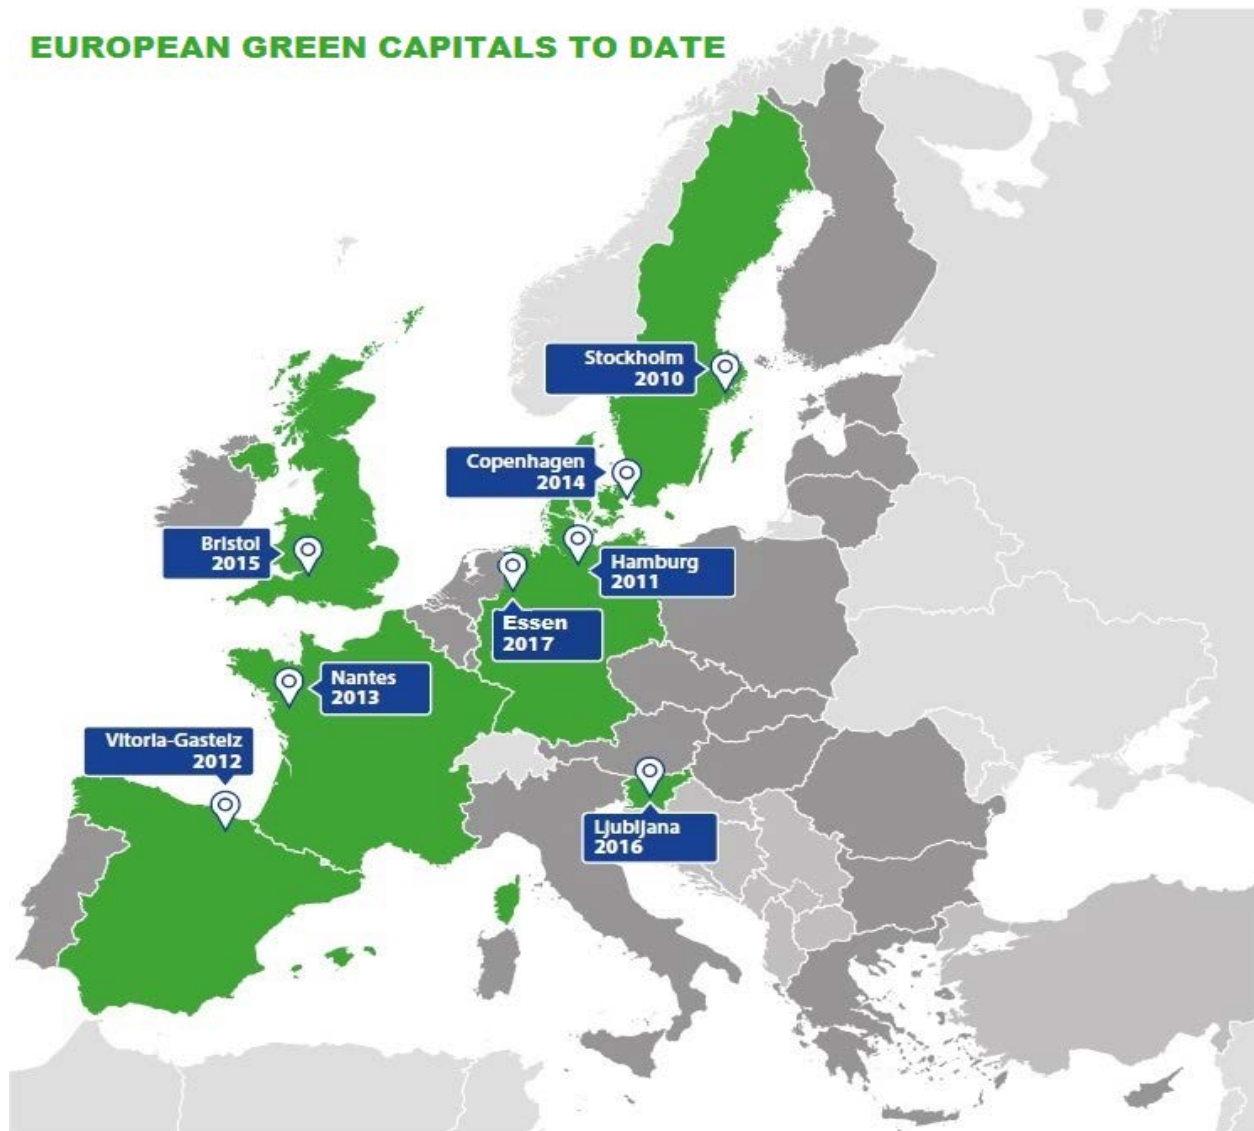 EUROPEAN GREEN CAPITALS TO DATE
Stockholm
2010
Copenhagen
2014
Bristol
2015
Hamburg
2011
Essen
2017
Nantes
2013
Vitoria-Gasteiz
2012
Ljubljana
2016